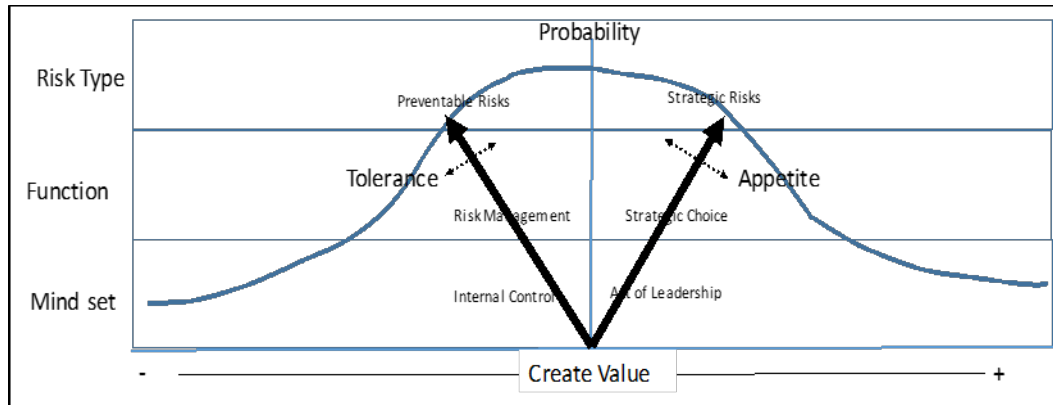 Probability
Risk Type
Preventable Risks
Strategic Risks
Tolerance
Appetite
Function
Risk Management
Strategic Choice
Mind set
Internal Control
of Leadership
Create Value
-
+